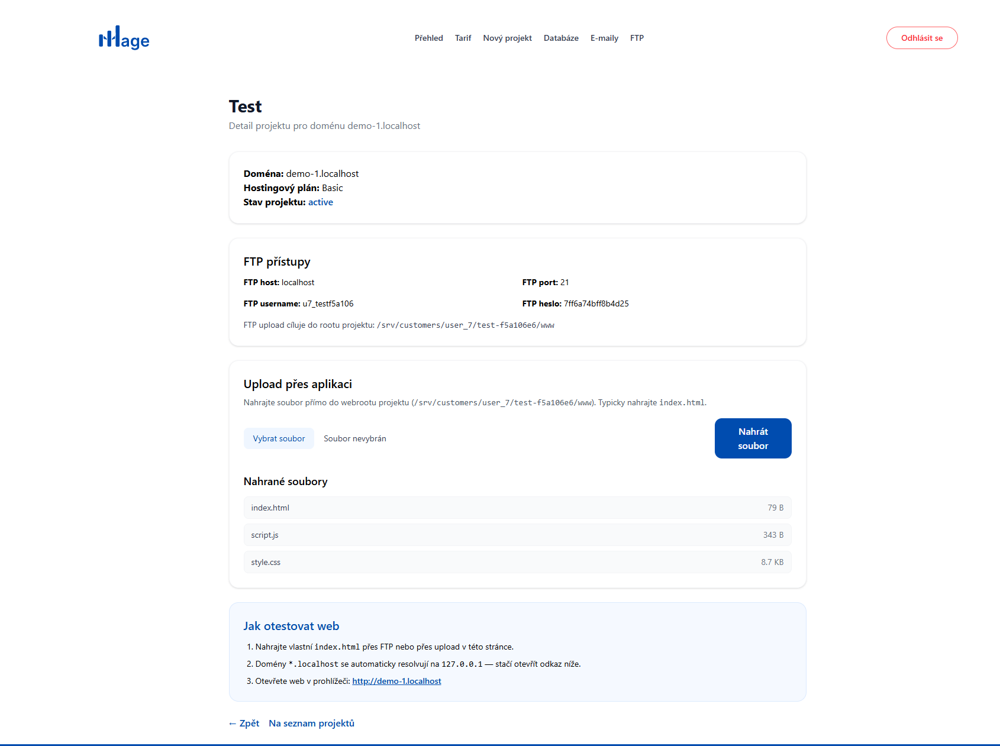 age
Přehled Tarif Nový projekt Databáze E-maily FTP
Odhlásit se
Test
Detail projektu pro doménu demo-1.localhost
Doména: demo-1.localhost
Hostingový plán: Basic
Stav projektu: active
FTP přístupy
FTP host: localhost
FTP port: 21
FTP username: u7_testf5a106
FTP heslo: 7ff6a74bff8b4d25
FTP upload cíluje do rootu projektu: /srv/customers/user_7/test-f5a106e6/www
Upload přes aplikaci
Nahrajte soubor přímo do webrootu projektu (/srv/customers/user_7/test-f5a106e6/www). Typicky nahrajte index.html.
Vybrat soubor Soubor nevybrán
Nahrát
soubor
Nahrané soubory
index.html 79 B
script.js 343 B
style.css 8.7 KB
Jak otestovat web
1. Nahrajte vlastní index.html přes FTP nebo přes upload v této stránce.
2. Domény *.localhost se automaticky resolvují na 127.0.0.1 — stačí otevřít odkaz níže.
3. Otevřete web v prohlížeči: http://demo-1.localhost
← Zpět Na seznam projektů